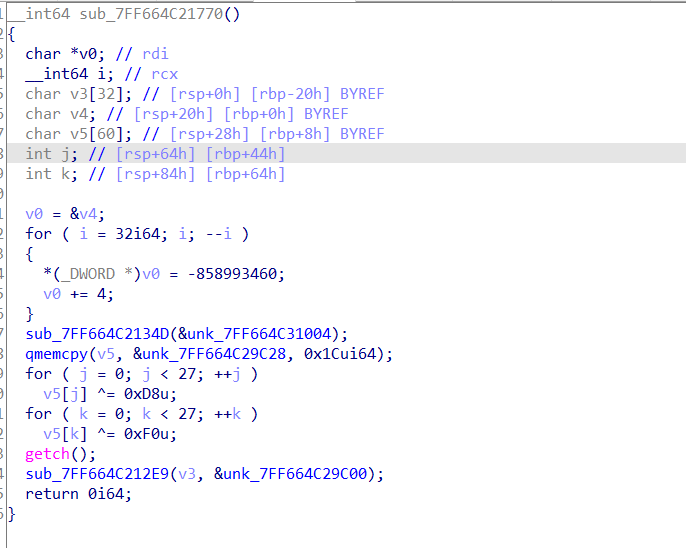 __int64 sub_7FF664C21770()
{
  char *v0; // rdi
  __int64 i; // rcx
  char v3[32]; // [rsp+0h] [rbp-20h] BYREF
  char v4; // [rsp+20h] [rbp+0h] BYREF
  char v5[60]; // [rsp+28h] [rbp+8h] BYREF
  int j; // [rsp+64h] [rbp+44h]
  int k; // [rsp+84h] [rbp+64h]

  v0 = &v4;
  for ( i = 32i64; i; --i )
  {
    *(_DWORD *)v0 = -858993460;
    v0 += 4;
  }
  sub_7FF664C2134D(&unk_7FF664C31004);
  qmemcpy(v5, &unk_7FF664C29C28, 0x1Cui64);
  for ( j = 0; j < 27; ++j )
    v5[j] ^= 0xD8u;
  for ( k = 0; k < 27; ++k )
    v5[k] ^= 0xF0u;
  getch();
  sub_7FF664C212E9(v3, &unk_7FF664C29C00);
  return 0i64;
}